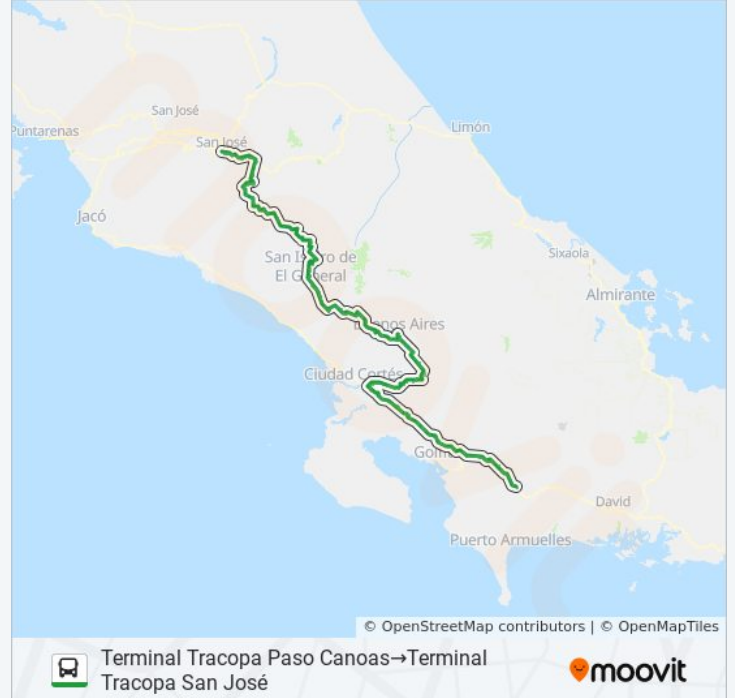 San José
Puntarenas
San José
Limón
Jacó
Sixaola
San Isidro de
El General
Almirante
Buenos Aires
Ciudad Cortés
Golfito
David
Puerto Armuelles
© OpenStreetMap contributors | © OpenMapTiles
Terminal Tracopa Paso Canoas→Terminal
Tracopa San José
moovit